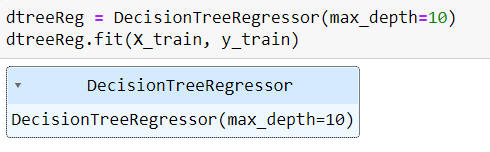 dtreeReg = DecisionTreeRegressor(max_depth=10)
dtreeReg.fit(X_train, y_train)
DecisionTreeRegressor
DecisionTreeRegressor(max_depth=10)